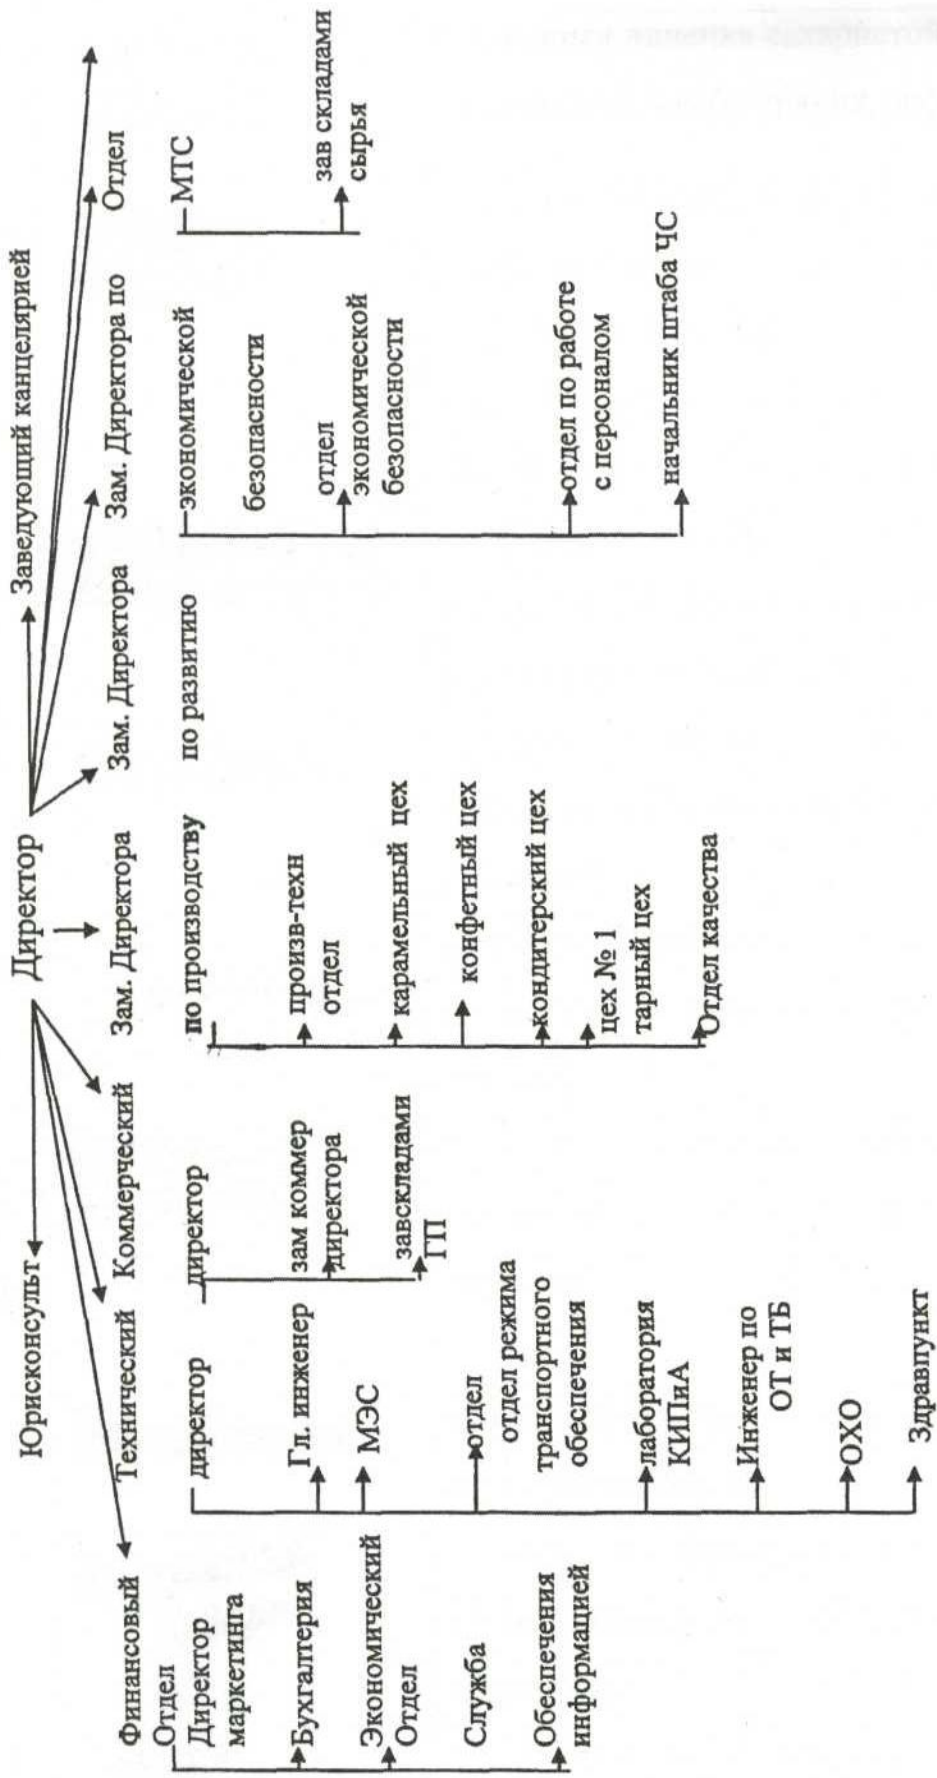 Директор
Юрисконсульт
Заведующий канцелярией
Финансовый
Отдел
Директор
маркетинга
Бухгалтерия
Экономический
Отдел
Служба
Обеспечения
информацией
Технический
директор
Гл. инженер
МЭС
отдел
отдел режима
транспортного
обеспечения
лаборатория
КИПиА
Инженер по
ОТ и ТБ
ОХО
Здравпункт
Коммерческий
директор
зам коммер
директора
завскладами
ГП
Зам. Директора
по производству
произв-техн
отдел
карамельный цех
конфетный цех
кондитерский цех
цех № 1
тарный цех
Отдел качества
Зам. Директора
по развитию
Зам. Директора по
экономической
безопасности
отдел
экономической
безопасности
отдел по работе
с персоналом
начальник штаба ЧС
Отдел
МТС
зав складами
сырья